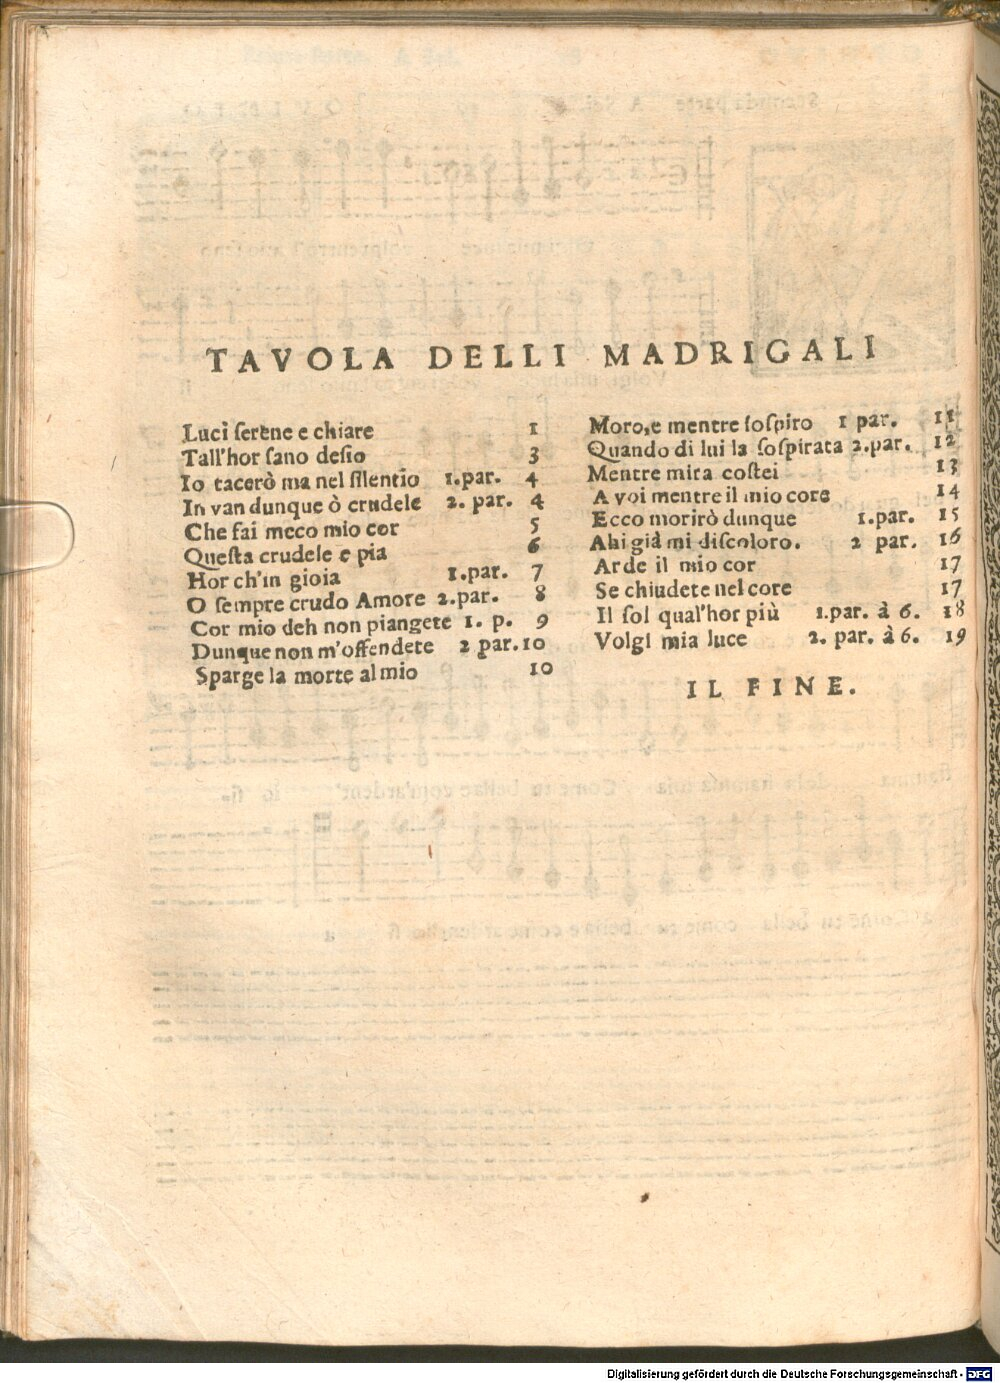 TAVOLA DELLI MADRIGALI
Luci serene e chiare 1
Tall'hor sano desio 3
Io tacerò ma nel silentio 1.par. 4
In van dunque ò crudele 2. par. 4
Che fai meco mio cor 5
Questa crudele e pia 6
Hor ch'in gioia 1.par. 7
O sempre crudo Amore 2.par. 8
Cor mio deh non piangete 1. p. 9
Dunque non m'offendete 2 par. 10
Sparge la morte al mio 10
Moro, e mentre sospiro 1 par. 11
Quando di lui la sospirata 2.par. 12
Mentre mira costei 13
A voi mentre il mio core 14
Ecco morirò dunque 1.par. 15
Ahi già mi discoloro. 2 par. 16
Arde il mio cor 17
Se chiudete nel core 17
Il sol qual'hor più 1.par. à 6. 18
Volgi mia luce 2. par. à 6. 19
IL FINE.
Digitalisierung gefördert durch die Deutsche Forschungsgemeinschaft - DFG